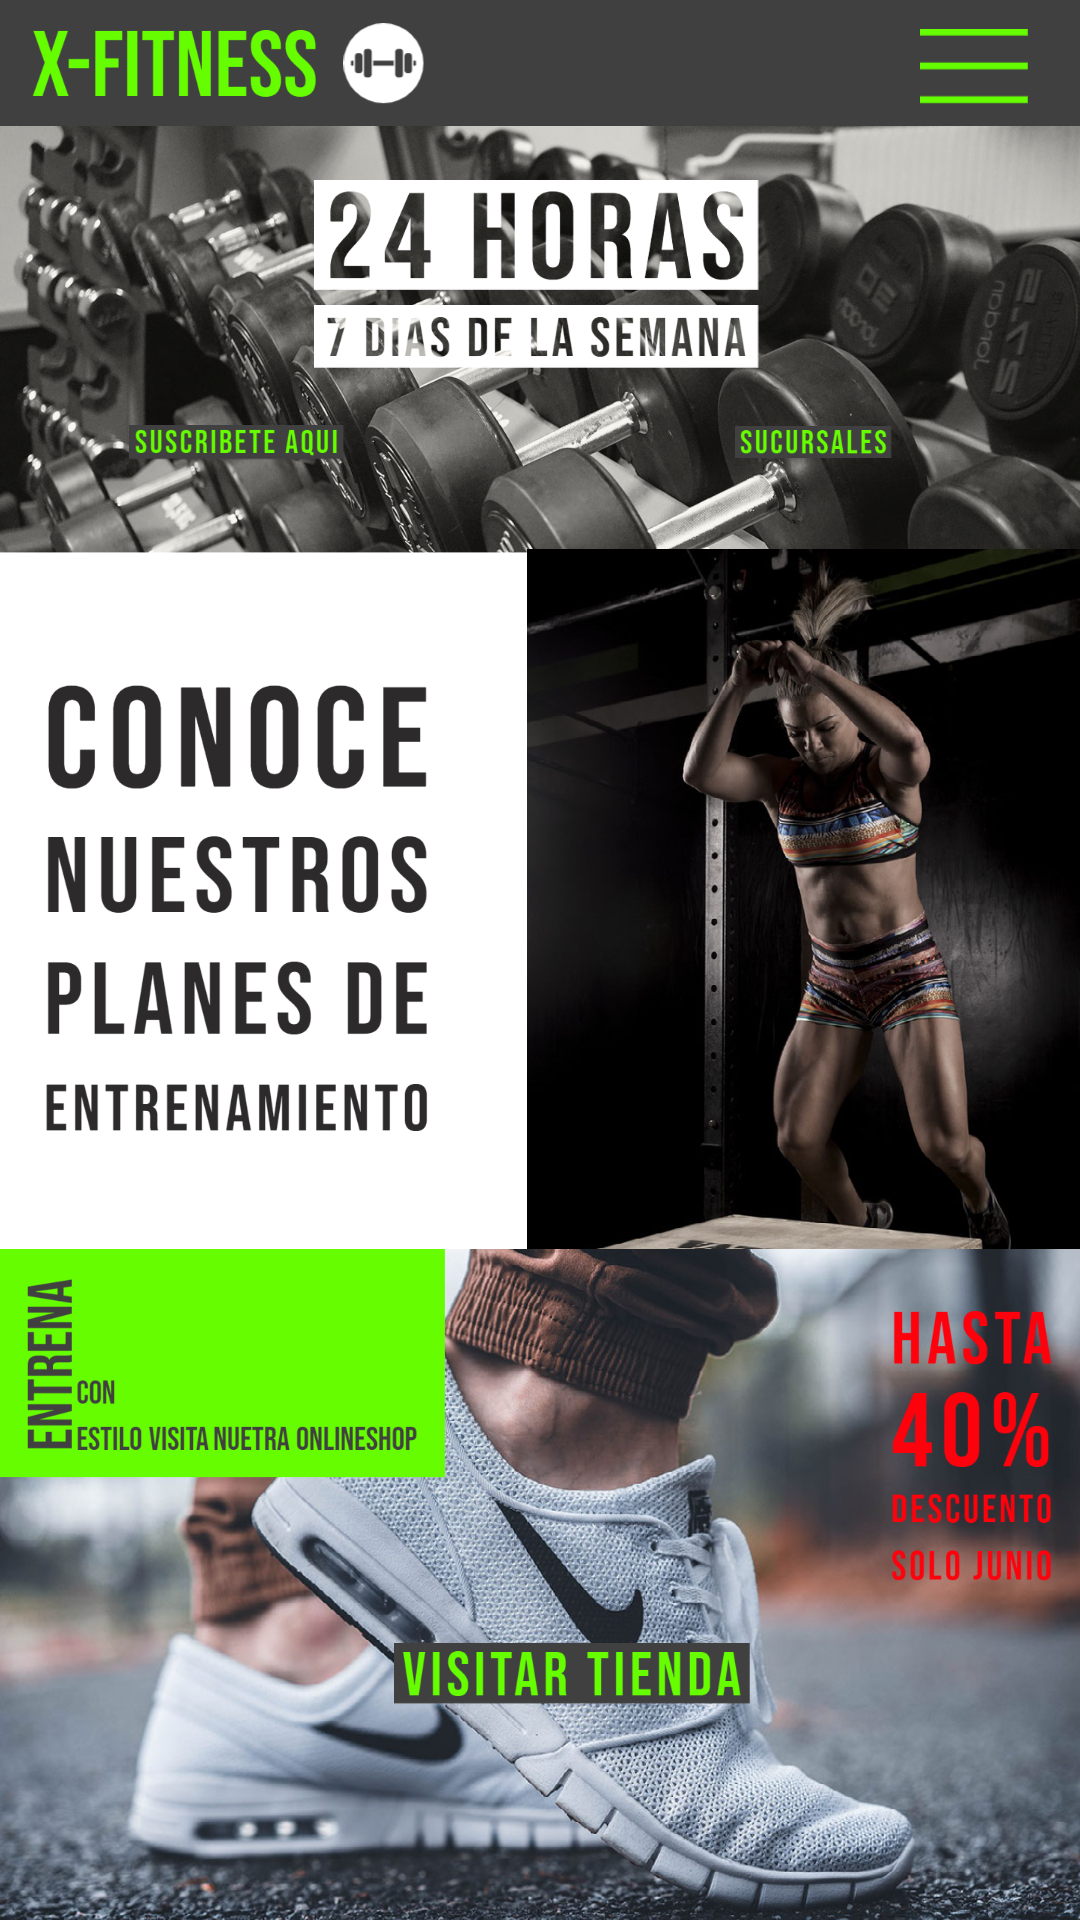 X-FITNESS
24 HORAS
7 DIAS DE LA SEMANA
SUSCRIBETE AQUI
SUCURSALES
CONOCE
NUESTROS
PLANES DE
ENTRENAMIENTO
ENTRENA
CON
ESTILO VISITA NUETRA ONLINESHOP
HASTA
40%
DESCUENTO
SOLO JUNIO
VISITAR TIENDA